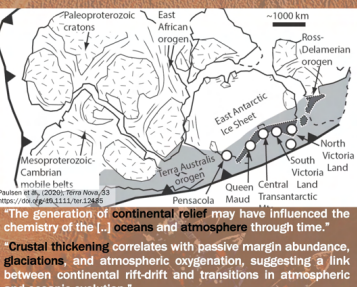 Paleoproterozoic
cratons
East
African
orogen
~1000 km
Ross-
Delamerian
orogen
East Antarctic
Ice Sheet
Mesoproterozoic-
Cambrian
mobile belts
Terra Australis
orogen
North
Victoria
Land
South
Victoria
Land
Queen
Maud
Central
Transantarctic
Pensacola
Paulsen et al., (2020), Terra Nova, 33
https://doi.org/10.1111/ter.12485
"The generation of continental relief may have influenced the
chemistry of the [..] oceans and atmosphere through time."
"Crustal thickening correlates with passive margin abundance,
glaciations, and atmospheric oxygenation, suggesting a link
between continental rift-drift and transitions in atmospheric
and oceanic evolution."